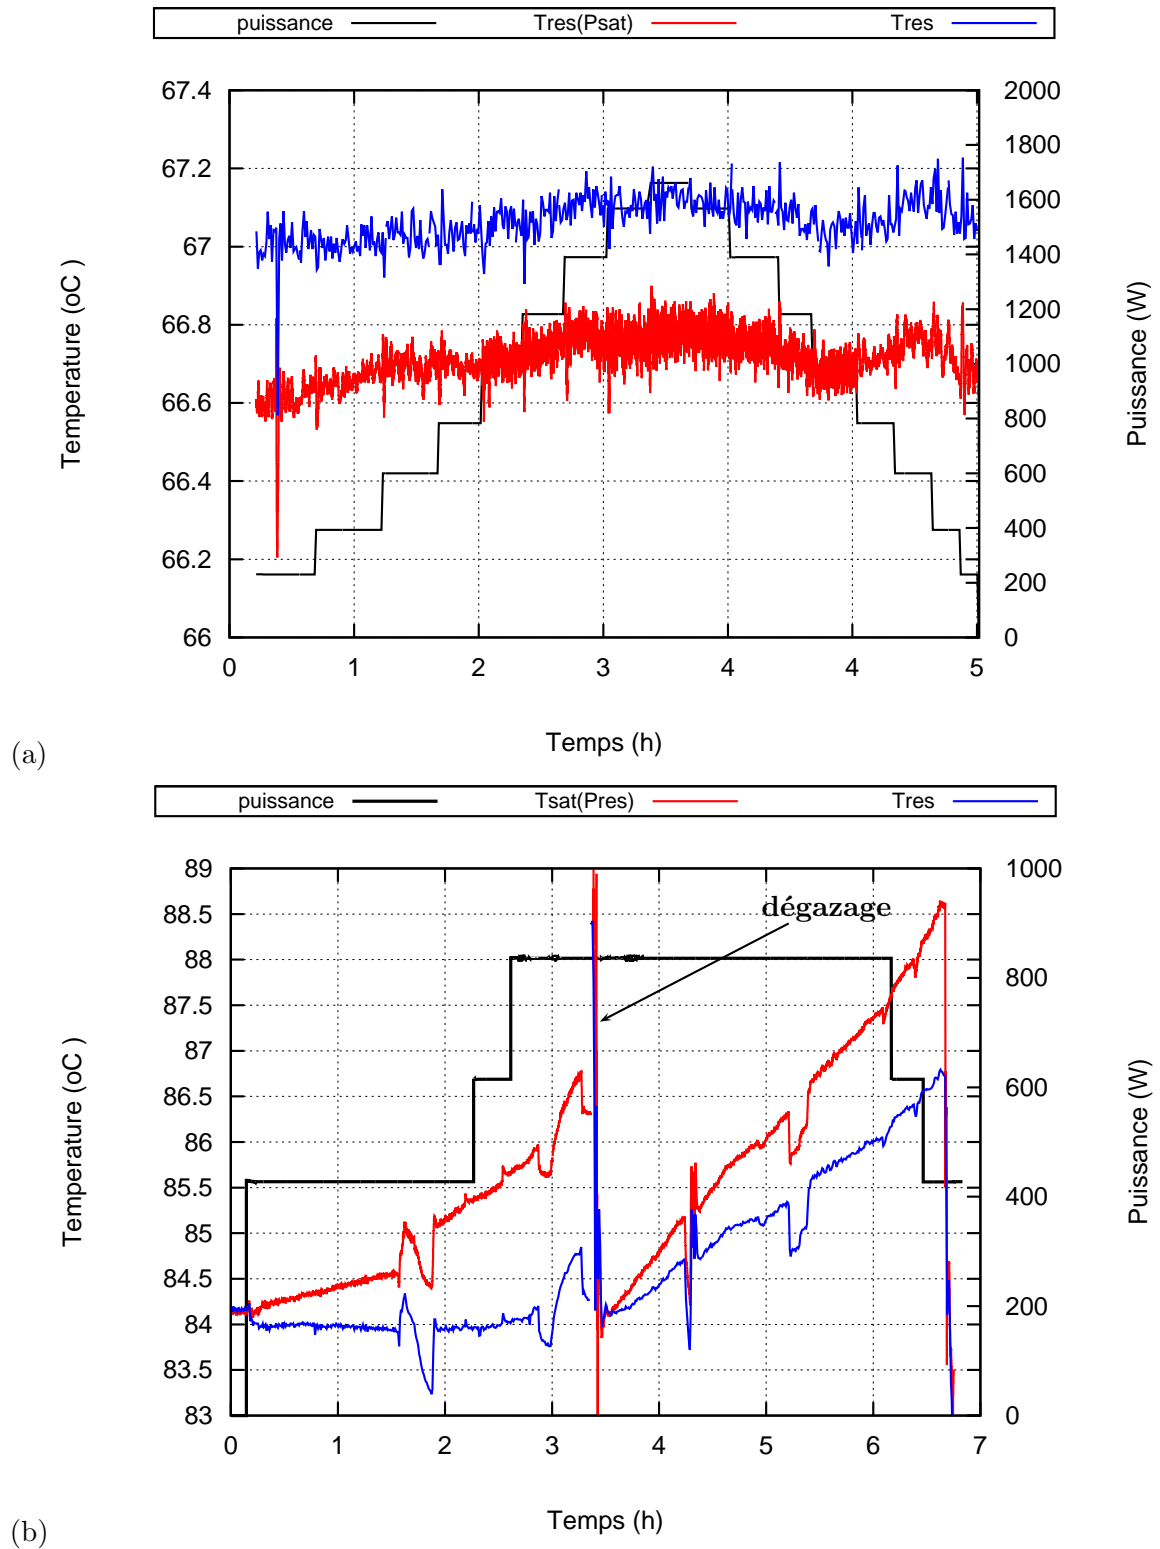 puissance Tres(Psat) Tres
67.4
67.2
67
66.8
66.6
66.4
66.2
66
2000
1800
1600
1400
1200
1000
800
600
400
200
0
0 1 2 3 4 4 5
Temperature (oC )
Puissance (W)
Temps (h)
(a)
puissance Tsat(Pres) Tres
89
88.5
88
87.5
87
86.5
86
85.5
85
84.5
84
83.5
83
1000
800
600
400
200
0
dégazage
0 1 2 3 4 5 6 7
Temperature (oC )
Puissance (W)
Temps (h)
(b)